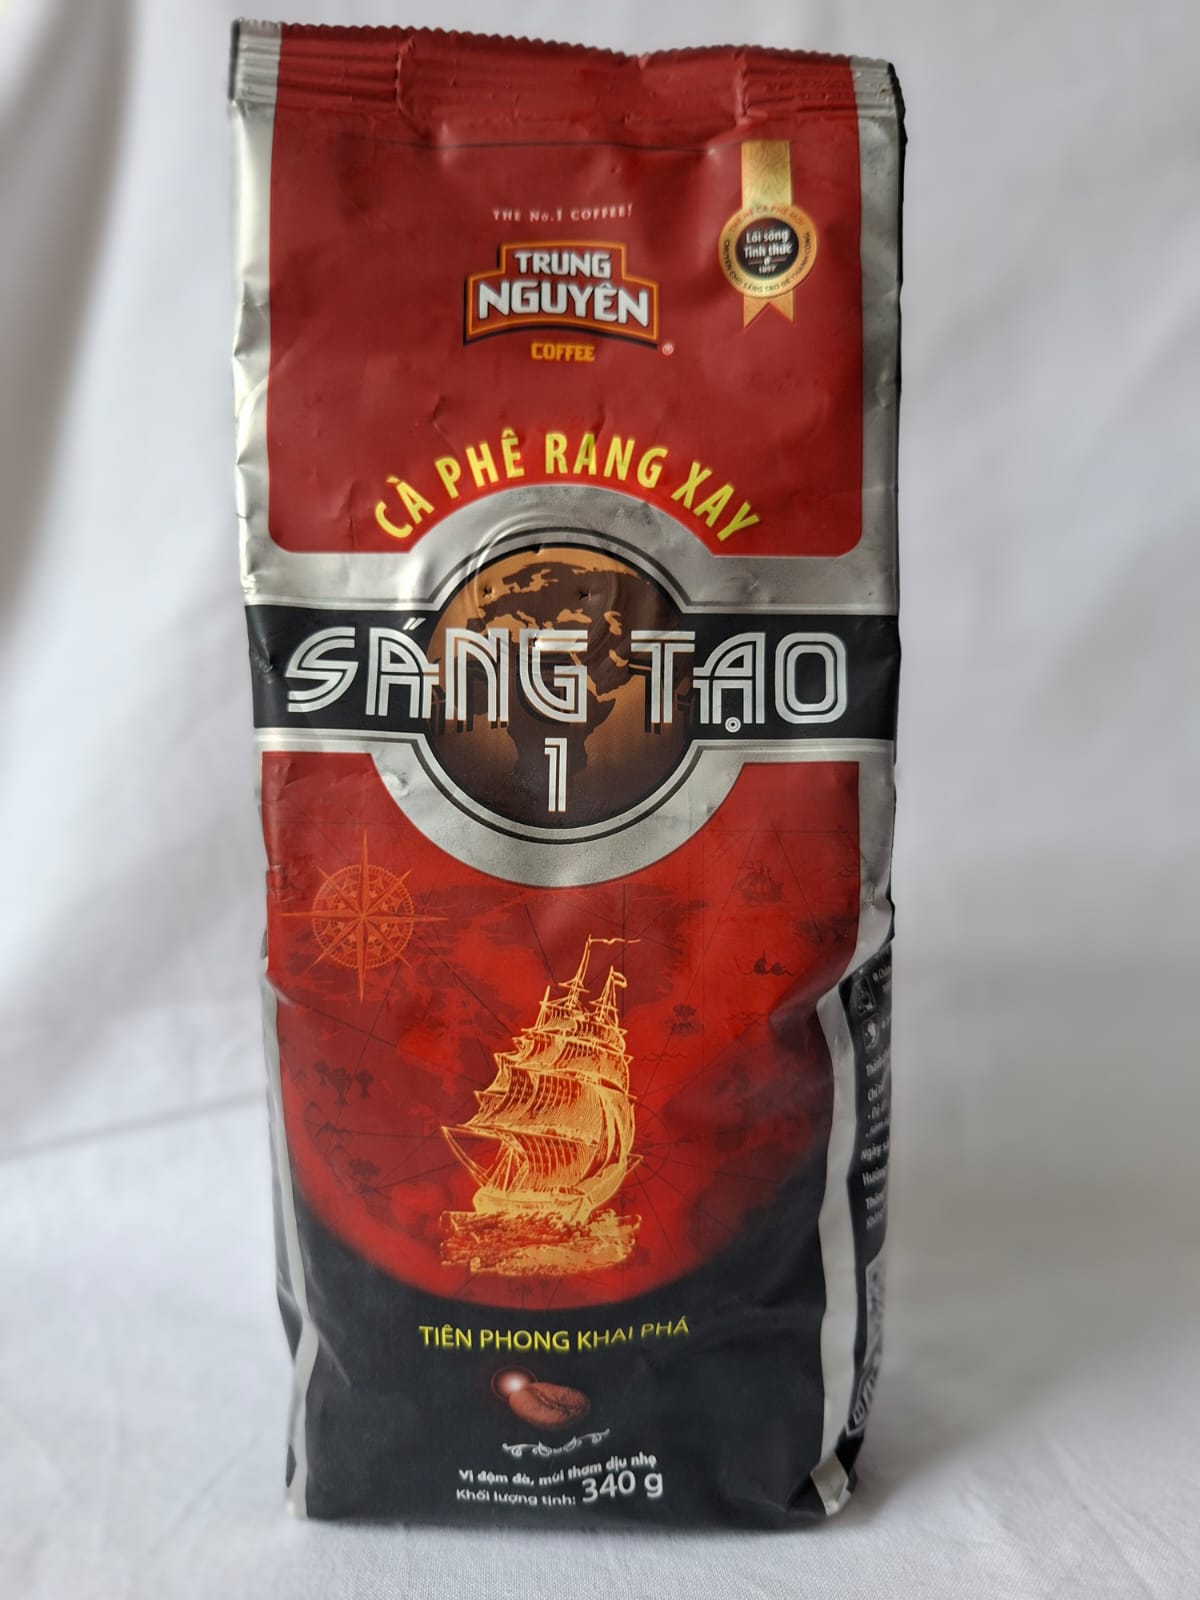 THE No.1 COFFEE!
TRUNG
NGUYÊN
®
COFFEE
Lối sống
Tỉnh thức
1897
CÀ PHÊ RANG XAY
SÁNG TẠO
1
TIÊN PHONG KHAI PHÁ
Vị đậm đà, mùi thơm dịu nhẹ
Khối lượng tịnh: 340 g